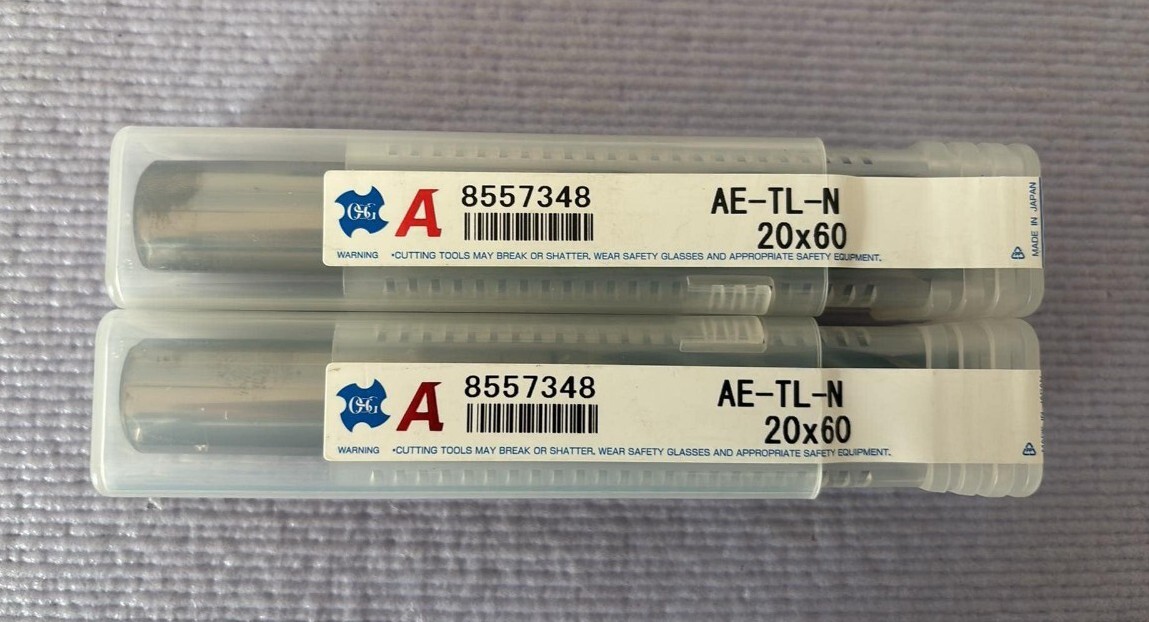 OSG A 8557348 AE-TL-N
20x60
WARNING •CUTTING TOOLS MAY BREAK OR SHATTER. WEAR SAFETY GLASSES AND APPROPRIATE SAFETY EQUIPMENT.
MADE IN JAPAN
OSG A 8557348 AE-TL-N
20x60
WARNING •CUTTING TOOLS MAY BREAK OR SHATTER. WEAR SAFETY GLASSES AND APPROPRIATE SAFETY EQUIPMENT.